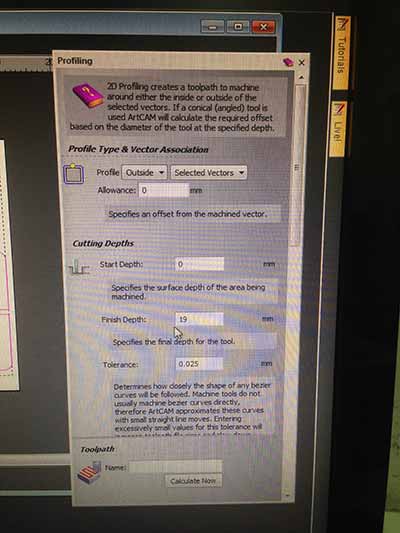 Profiling
2D Profiling creates a toolpath to machine
around either the inside or outside of the
selected vectors. If a conical (angled) tool is
used ArtCAM will calculate the required offset
based on the diameter of the tool at the specified depth.
Profile Type & Vector Association
Profile Outside Selected Vectors
Allowance: 0 mm
Specifies an offset from the machined vector.
Cutting Depths
Start Depth: 0 mm
Specifies the surface depth of the area being
machined.
Finish Depth: 19 mm
Specifies the final depth for the tool.
Tolerance: 0.025 mm
Determines how closely the shape of any bezier
curves will be followed. Machine tools do not
usually machine bezier curves directly,
therefore ArtCAM approximates these curves
with small straight line moves. Entering
excessively small values for this tolerance will
Toolpath
Name:
Calculate Now
Tutorials
Live!